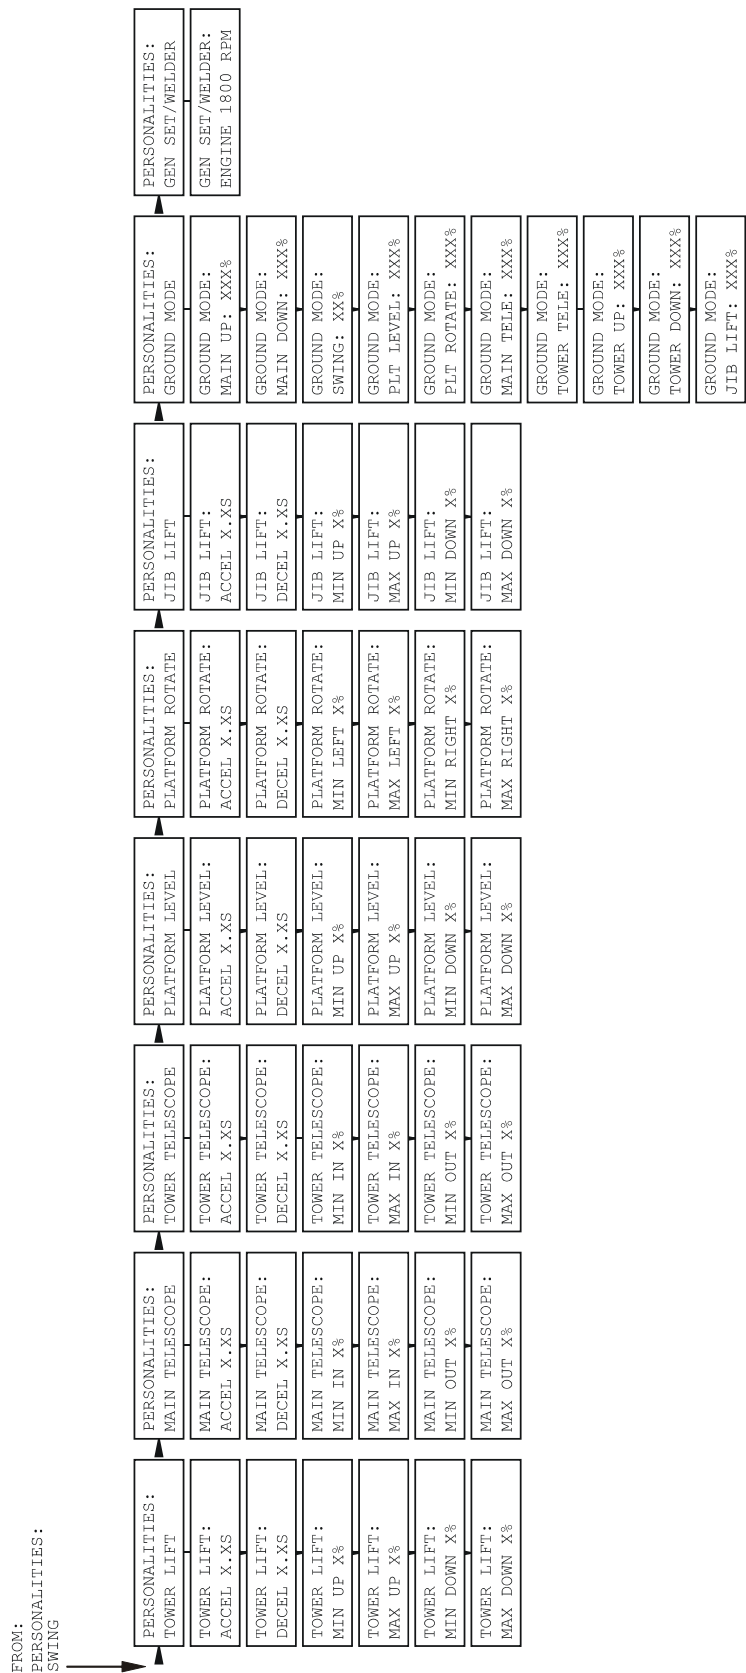 FROM:
PERSONALITIES:
SWING
PERSONALITIES:
TOWER LIFT
TOWER LIFT:
ACCEL X.XS
TOWER LIFT:
DECEL X.XS
TOWER LIFT:
MIN UP X%
TOWER LIFT:
MAX UP X%
TOWER LIFT:
MIN DOWN X%
TOWER LIFT:
MAX DOWN X%
PERSONALITIES:
MAIN TELESCOPE
MAIN TELESCOPE:
ACCEL X.XS
MAIN TELESCOPE:
DECEL X.XS
MAIN TELESCOPE:
MIN IN X%
MAIN TELESCOPE:
MAX IN X%
MAIN TELESCOPE:
MIN OUT X%
MAIN TELESCOPE:
MAX OUT X%
PERSONALITIES:
TOWER TELESCOPE
TOWER TELESCOPE:
ACCEL X.XS
TOWER TELESCOPE:
DECEL X.XS
TOWER TELESCOPE:
MIN IN X%
TOWER TELESCOPE:
MAX IN X%
TOWER TELESCOPE:
MIN OUT X%
TOWER TELESCOPE:
MAX OUT X%
PERSONALITIES:
PLATFORM LEVEL
PLATFORM LEVEL:
ACCEL X.XS
PLATFORM LEVEL:
DECEL X.XS
PLATFORM LEVEL:
MIN UP X%
PLATFORM LEVEL:
MAX UP X%
PLATFORM LEVEL:
MIN DOWN X%
PLATFORM LEVEL:
MAX DOWN X%
PERSONALITIES:
PLATFORM ROTATE
PLATFORM ROTATE:
ACCEL X.XS
PLATFORM ROTATE:
DECEL X.XS
PLATFORM ROTATE:
MIN LEFT X%
PLATFORM ROTATE:
MAX LEFT X%
PLATFORM ROTATE:
MIN RIGHT X%
PLATFORM ROTATE:
MAX RIGHT X%
PERSONALITIES:
JIB LIFT
JIB LIFT:
ACCEL X.XS
JIB LIFT:
DECEL X.XS
JIB LIFT:
MIN UP X%
JIB LIFT:
MAX UP X%
JIB LIFT:
MIN DOWN X%
JIB LIFT:
MAX DOWN X%
PERSONALITIES:
GROUND MODE
GROUND MODE:
MAIN UP: XXX%
GROUND MODE:
MAIN DOWN: XXX%
GROUND MODE:
SWING: XX%
GROUND MODE:
PLT LEVEL: XXX%
GROUND MODE:
PLT ROTATE: XXX%
GROUND MODE:
MAIN TELE: XXX%
GROUND MODE:
TOWER TELE: XXX%
GROUND MODE:
TOWER UP: XXX%
GROUND MODE:
TOWER DOWN: XXX%
GROUND MODE:
JIB LIFT: XXX%
PERSONALITIES:
GEN SET/WELDER
GEN SET/WELDER:
ENGINE 1800 RPM